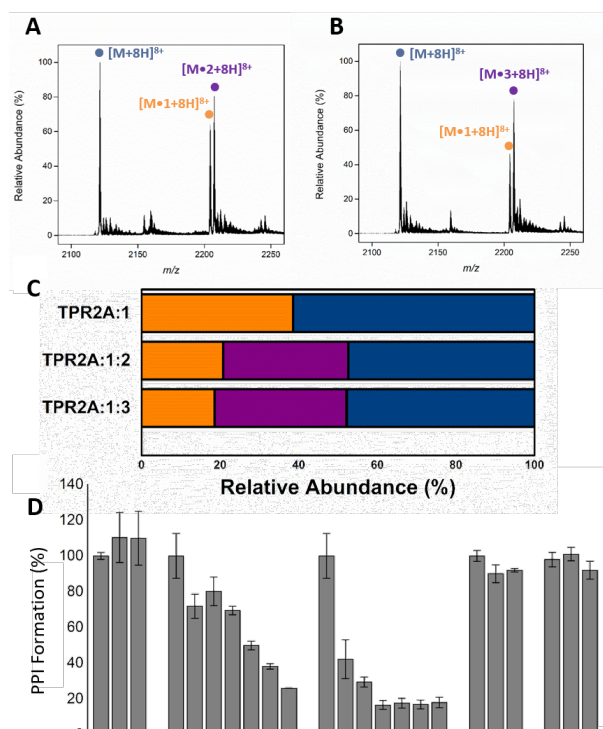 A
[M+8H]8+
[M•2+8H]8+
[M•1+8H]8+
Relative Abundance (%)
100
80
60
40
20
0
2100
2150
2200
2250
m/z
B
[M+8H]8+
[M•3+8H]8+
[M•1+8H]8+
Relative Abundance (%)
100
80
60
40
20
0
2100
2150
2200
2250
m/z
C
TPR2A:1
TPR2A:1:2
TPR2A:1:3
0
20
40
60
80
100
Relative Abundance (%)
D
PPI Formation (%)
140
120
100
80
60
40
20